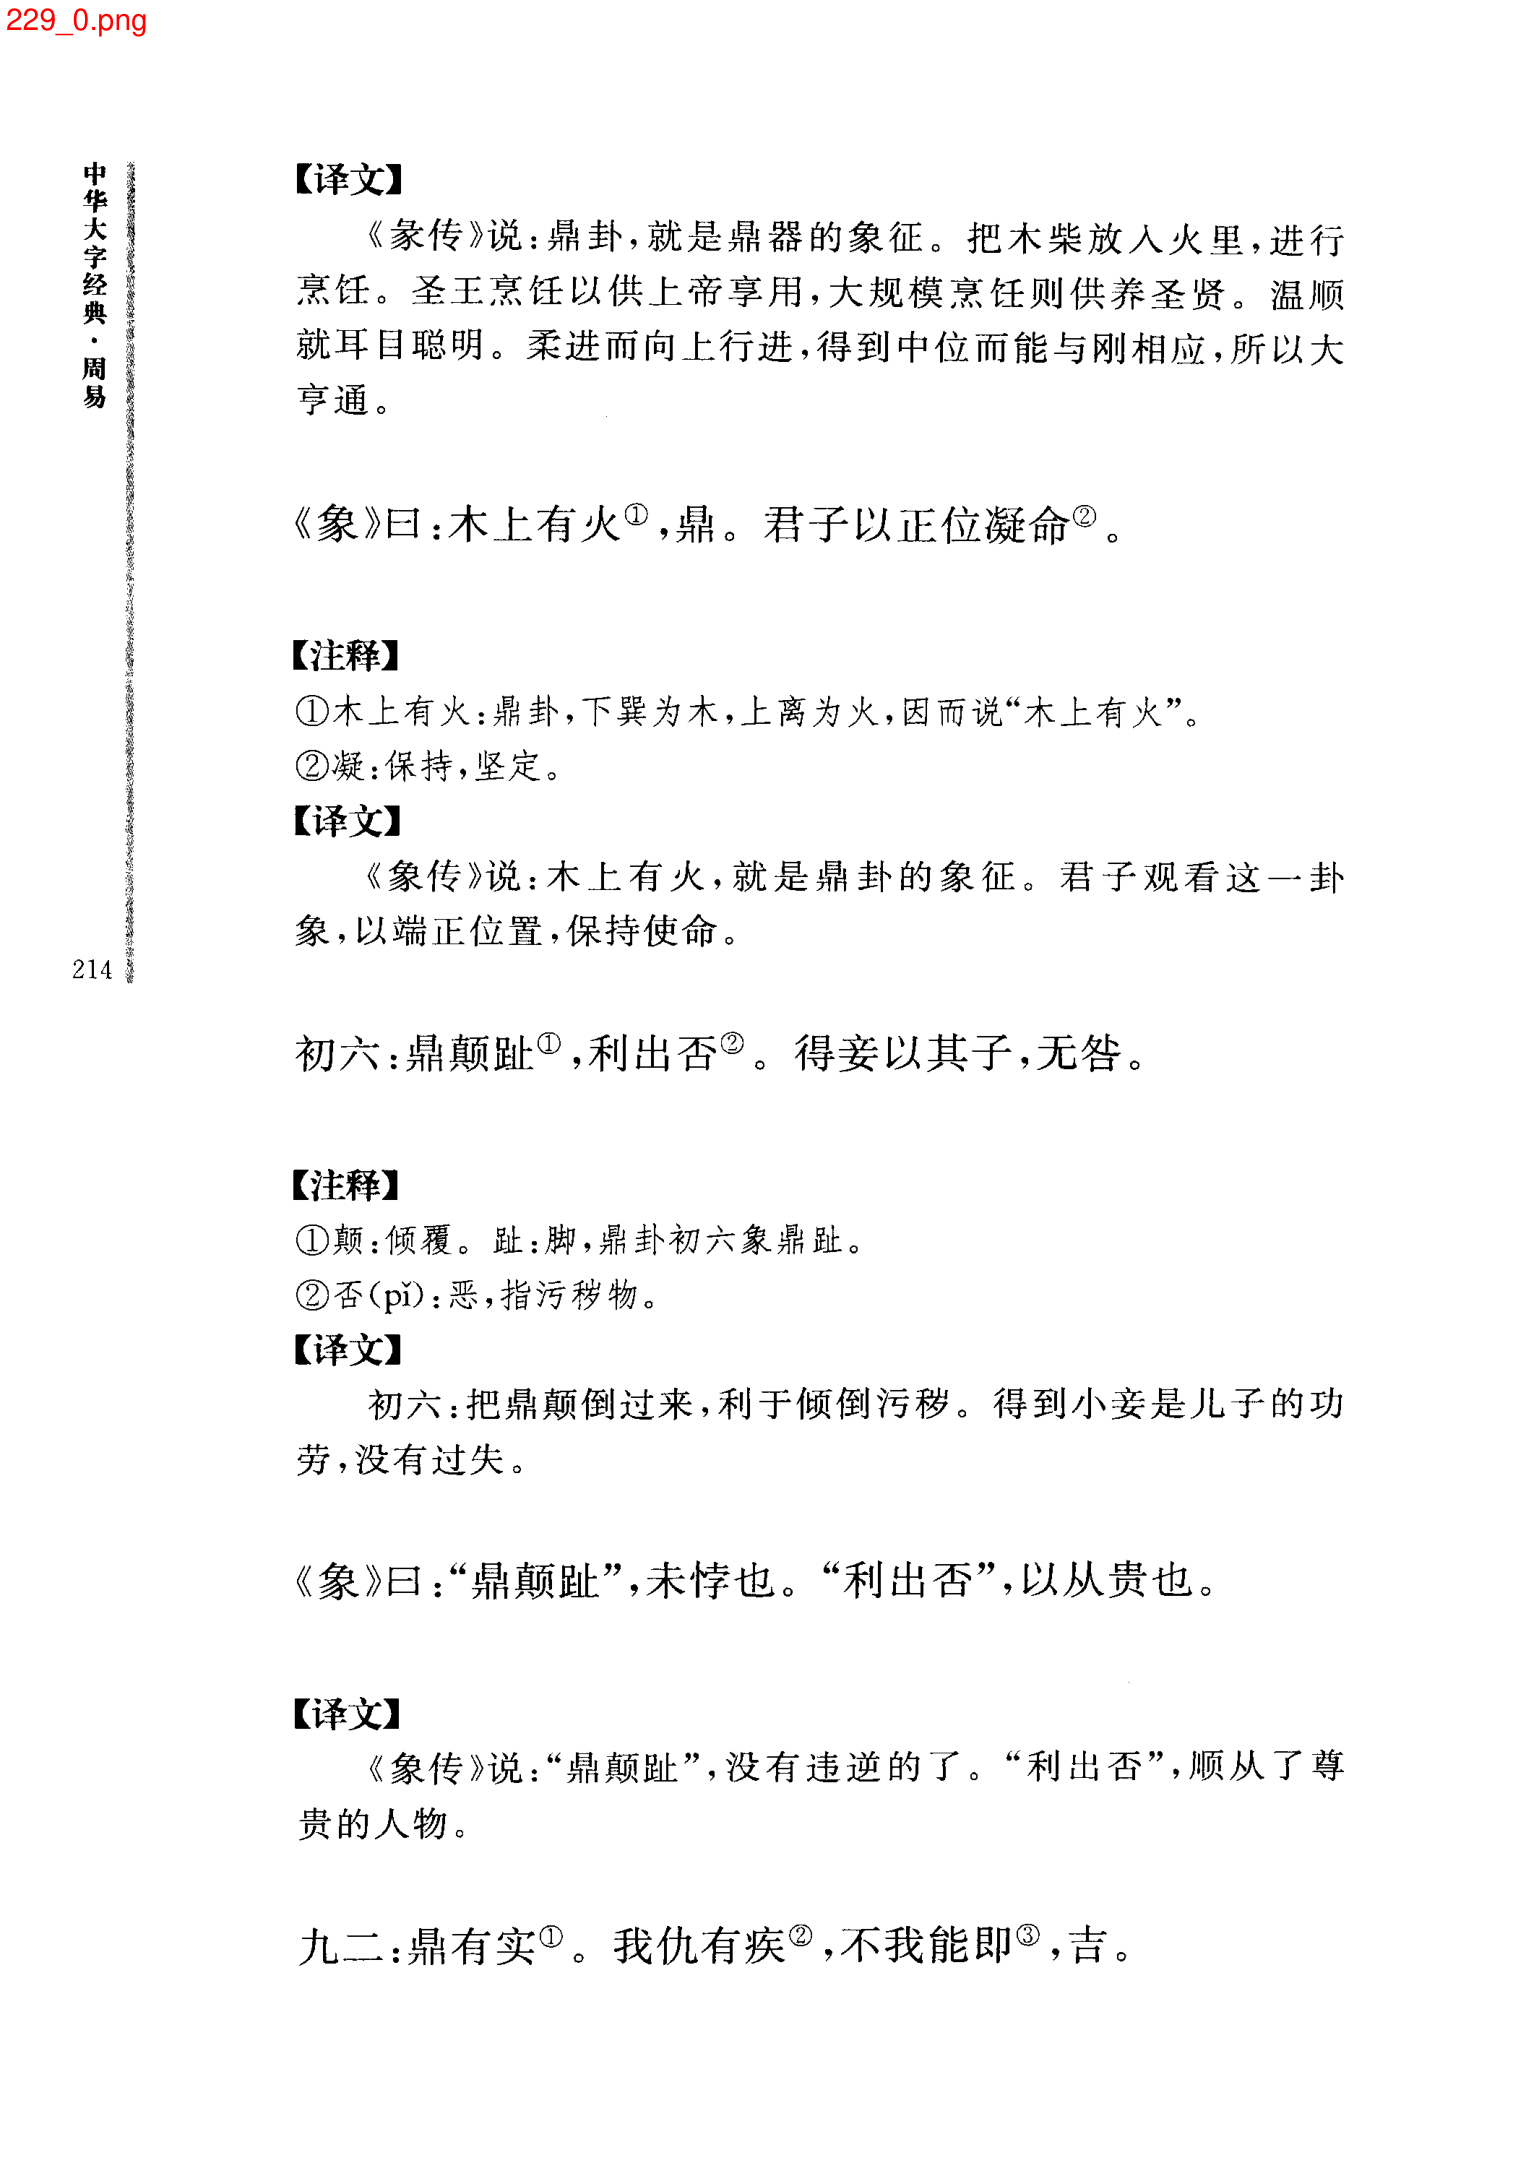 229_0.png
中华大字经典·周易
214
【译文】
《彖传》说:鼎卦,就是鼎器的象征。把木柴放入火里,进行
烹饪。圣王烹饪以供上帝享用,大规模烹饪则供养圣贤。温顺
就耳目聪明。柔进而向上行进,得到中位而能与刚相应,所以大
亨通。
《象》曰:木上有火①,鼎。君子以正位凝命②。
【注释】
①木上有火:鼎卦,下巽为木,上离为火,因而说“木上有火”。
②凝:保持,坚定。
【译文】
《象传》说:木上有火,就是鼎卦的象征。君子观看这一卦
象,以端正位置,保持使命。
初六:鼎颠趾①,利出否②。得妾以其子,无咎。
【注释】
①颠:倾覆。趾:脚,鼎卦初六象鼎趾。
②否(pǐ):恶,指污秽物。
【译文】
初六:把鼎颠倒过来,利于倾倒污秽。得到小妾是儿子的功
劳,没有过失。
《象》曰:“鼎颠趾”,未悖也。“利出否”,以从贵也。
【译文】
《象传》说:“鼎颠趾”,没有违逆的了。“利出否”,顺从了尊
贵的人物。
九二:鼎有实①。我仇有疾②,不我能即③,吉。